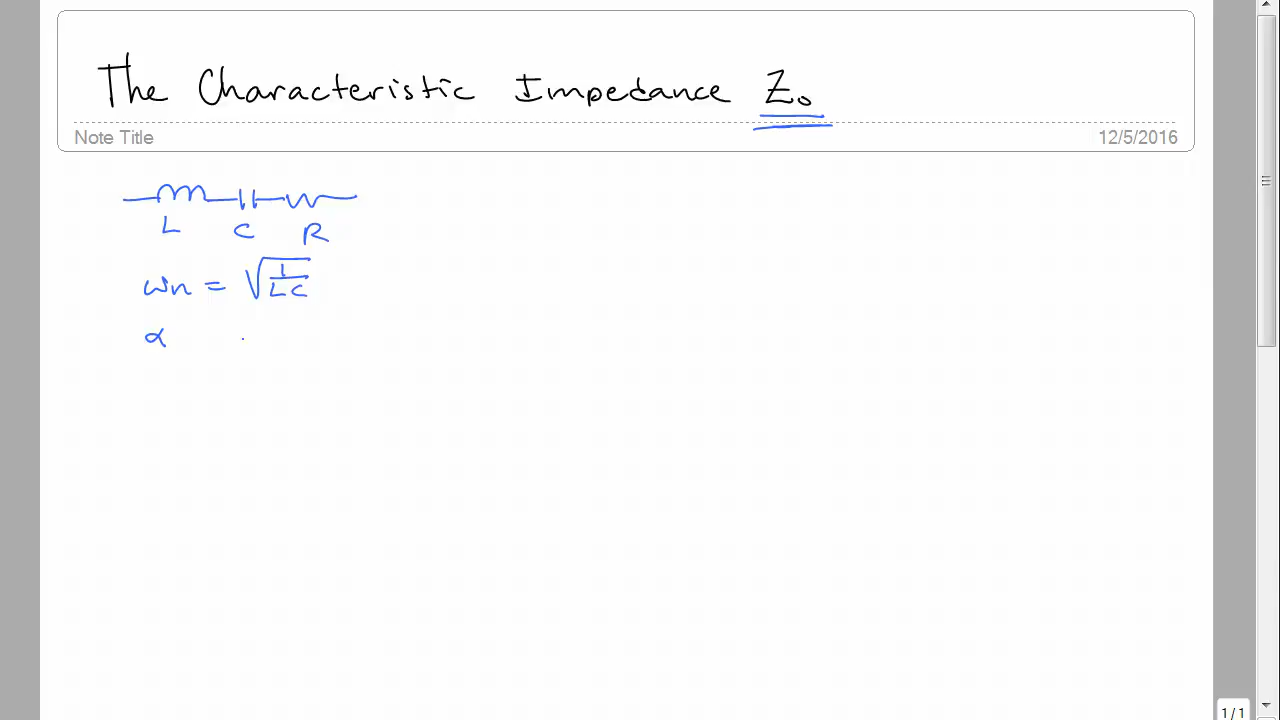 The Characteristic Impedance Z₀
Note Title 12/5/2016
L C R
ωn = √(1/LC)
α
1/1